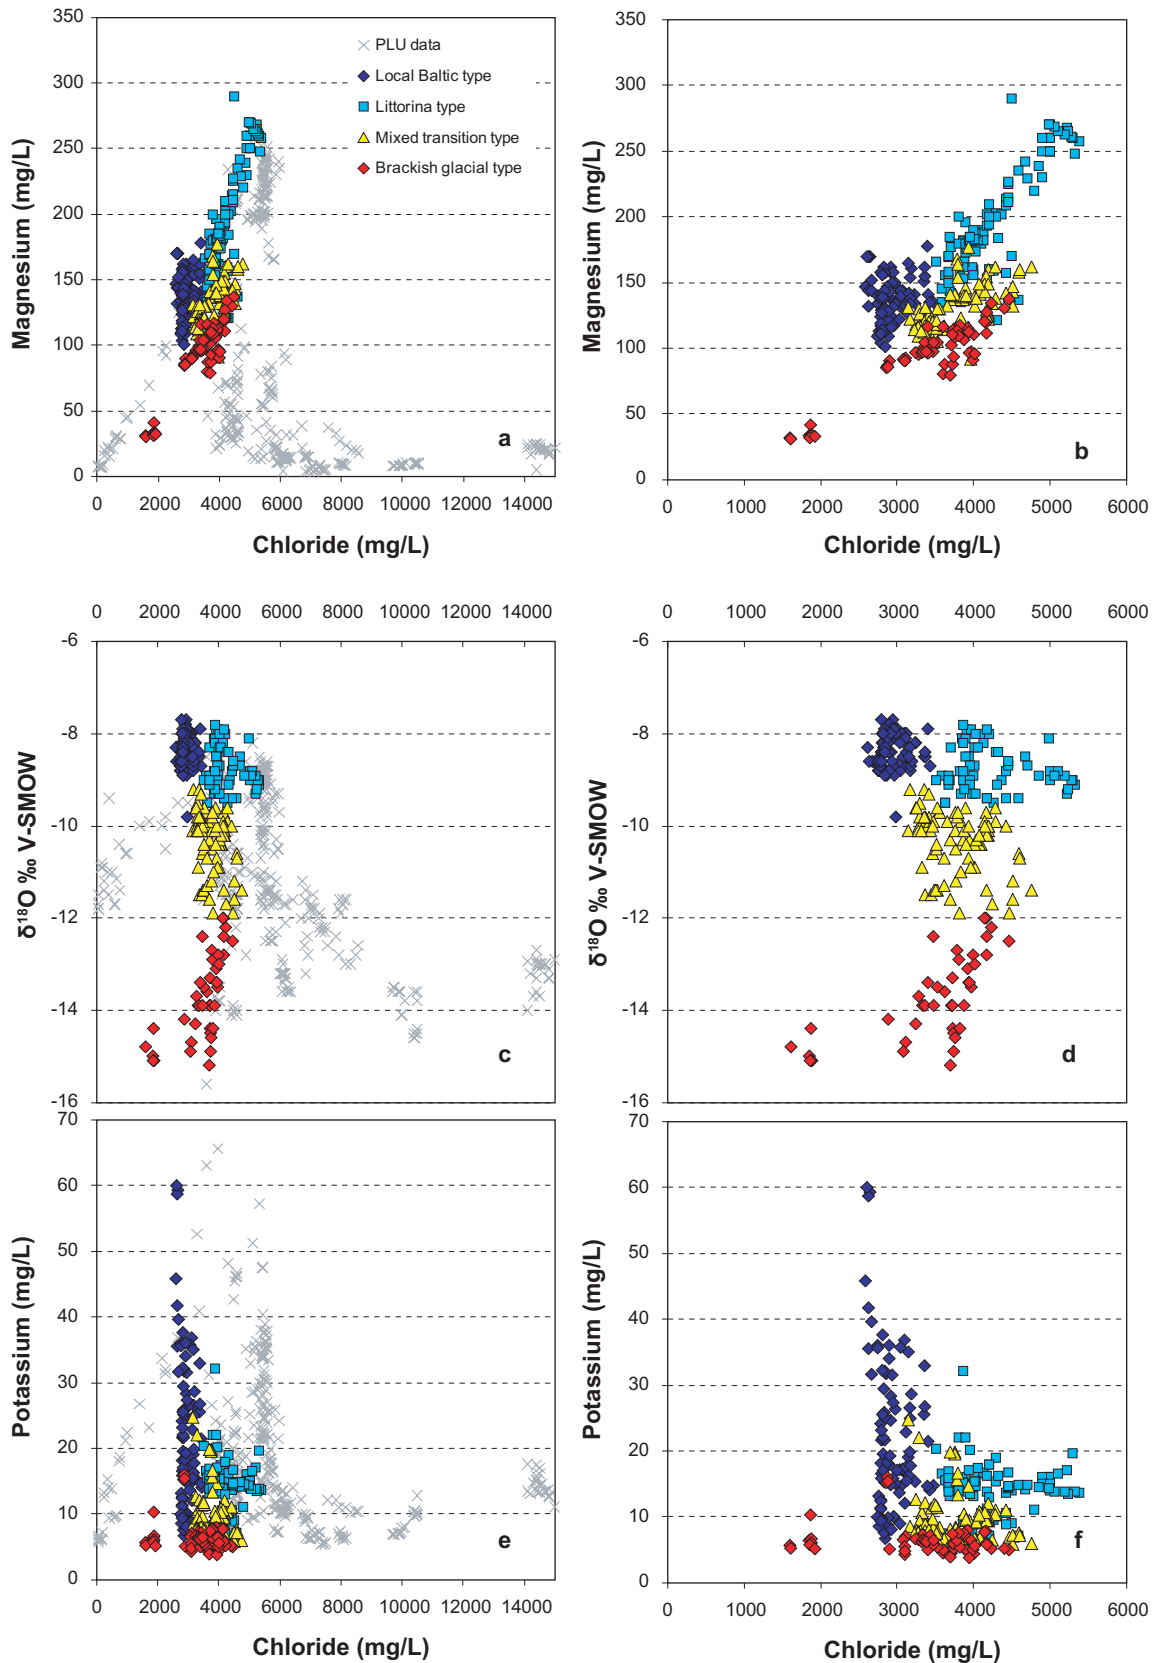 350
300
250
200
150
100
50
0
Magnesium (mg/L)
PLU data
Local Baltic type
Littorina type
Mixed transition type
Brackish glacial type
a
0 2000 4000 6000 8000 10000 12000 14000
Chloride (mg/L)
350
300
250
200
150
100
50
0
Magnesium (mg/L)
b
0 1000 2000 3000 4000 5000 6000
Chloride (mg/L)
0 2000 4000 6000 8000 10000 12000 14000
-6
-8
-10
-12
-14
-16
δ¹⁸O ‰ V-SMOW
c
0 1000 2000 3000 4000 5000 6000
-6
-8
-10
-12
-14
-16
δ¹⁸O ‰ V-SMOW
d
70
60
50
40
30
20
10
0
Potassium (mg/L)
e
0 2000 4000 6000 8000 10000 12000 14000
Chloride (mg/L)
70
60
50
40
30
20
10
0
Potassium (mg/L)
f
0 1000 2000 3000 4000 5000 6000
Chloride (mg/L)